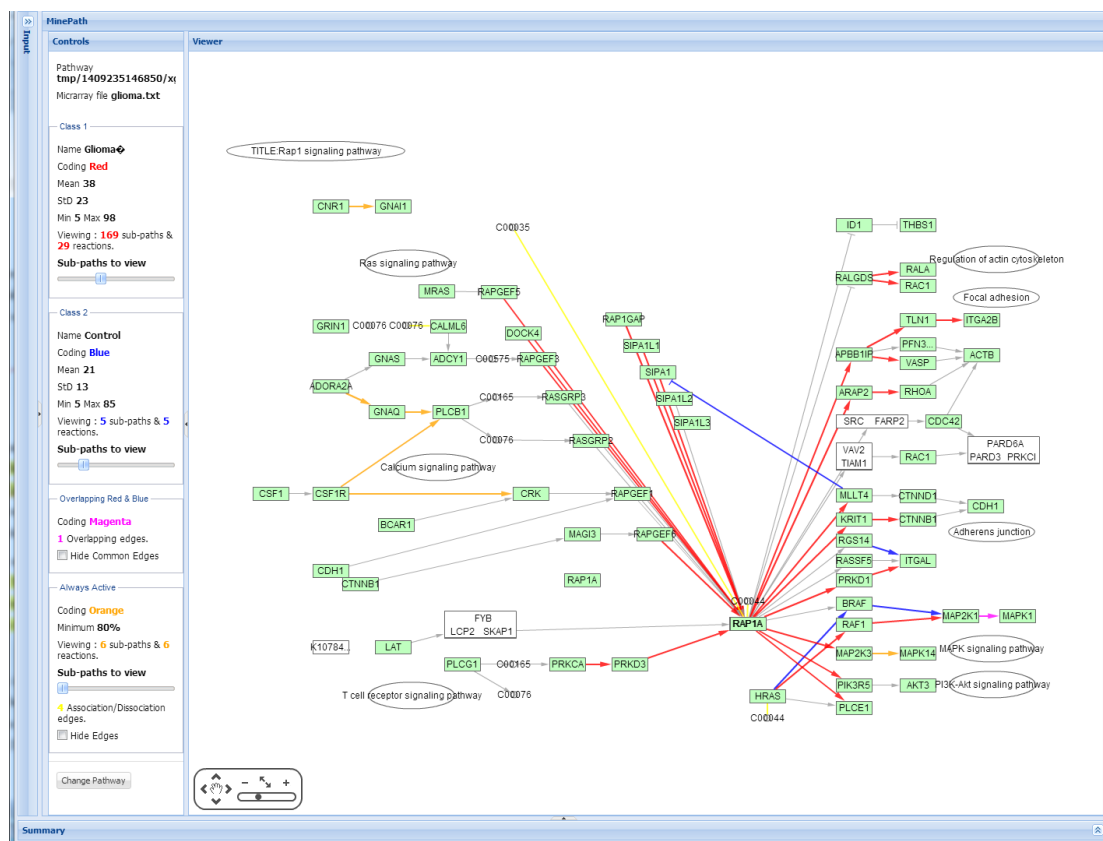 MinePath
Input
Controls
Viewer
Pathway
tmp/1409235146850/xg
Micrarray file glioma.txt
Class 1
Name Glioma�
Coding Red
Mean 38
StD 23
Min 5 Max 98
Viewing : 169 sub-paths &
29 reactions.
Sub-paths to view
Class 2
Name Control
Coding Blue
Mean 21
StD 13
Min 5 Max 85
Viewing : 5 sub-paths & 5
reactions.
Sub-paths to view
Overlapping Red & Blue
Coding Magenta
1 Overlapping edges.
Hide Common Edges
Always Active
Coding Orange
Minimum 80%
Viewing : 6 sub-paths & 6
reactions.
Sub-paths to view
4 Association/Dissociation
edges.
Hide Edges
Change Pathway
TITLE:Rap1 signaling pathway
CNR1
GNAI1
C00035
ID1
THBS1
Ras signaling pathway
Regulation of actin cytoskeleton
RALGDS
RALA
RAC1
MRAS
RAPGEF5
Focal adhesion
GRIN1
C00076
C00076
CALML6
DOCK4
RAP1GAP
TLN1
ITGA2B
GNAS
ADCY1
C00575
RAPGEF3
SIPA1L1
APBB1IP
PFN3...
VASP
ACTB
ADORA2A
SIPA1
GNAQ
PLCB1
C00165
RASGRP3
SIPA1L2
ARAP2
RHOA
SIPA1L3
SRC FARP2
CDC42
C00076
RASGRP2
VAV2
TIAM1
RAC1
PARD6A
PARD3 PRKCI
Calcium signaling pathway
CSF1
CSF1R
CRK
RAPGEF1
MLLT4
CTNND1
CDH1
BCAR1
KRIT1
CTNNB1
MAGI3
RAPGEF6
RGS14
Adherens junction
CDH1
CTNNB1
RAP1A
RASSF5
ITGAL
PRKD1
C00044
RAP1A
BRAF
FYB
LCP2 SKAP1
RAF1
MAP2K1
MAPK1
K10784...
LAT
MAP2K3
MAPK14
MAPK signaling pathway
PLCG1
C00165
PRKCA
PRKD3
C00076
T cell receptor signaling pathway
PIK3R5
AKT3
PI3K-Akt signaling pathway
HRAS
PLCE1
C00044
Summary